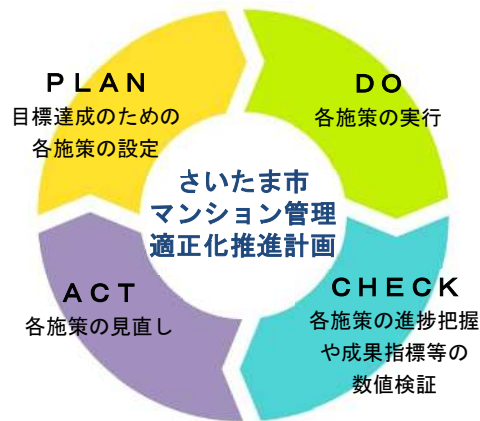 ＰＬＡＮ
目標達成のための
各施策の設定
ＤＯ
各施策の実行
さいたま市
マンション管理
適正化推進計画
ＡＣＴ
各施策の見直し
ＣＨＥＣＫ
各施策の進捗把握
や成果指標等の
数値検証